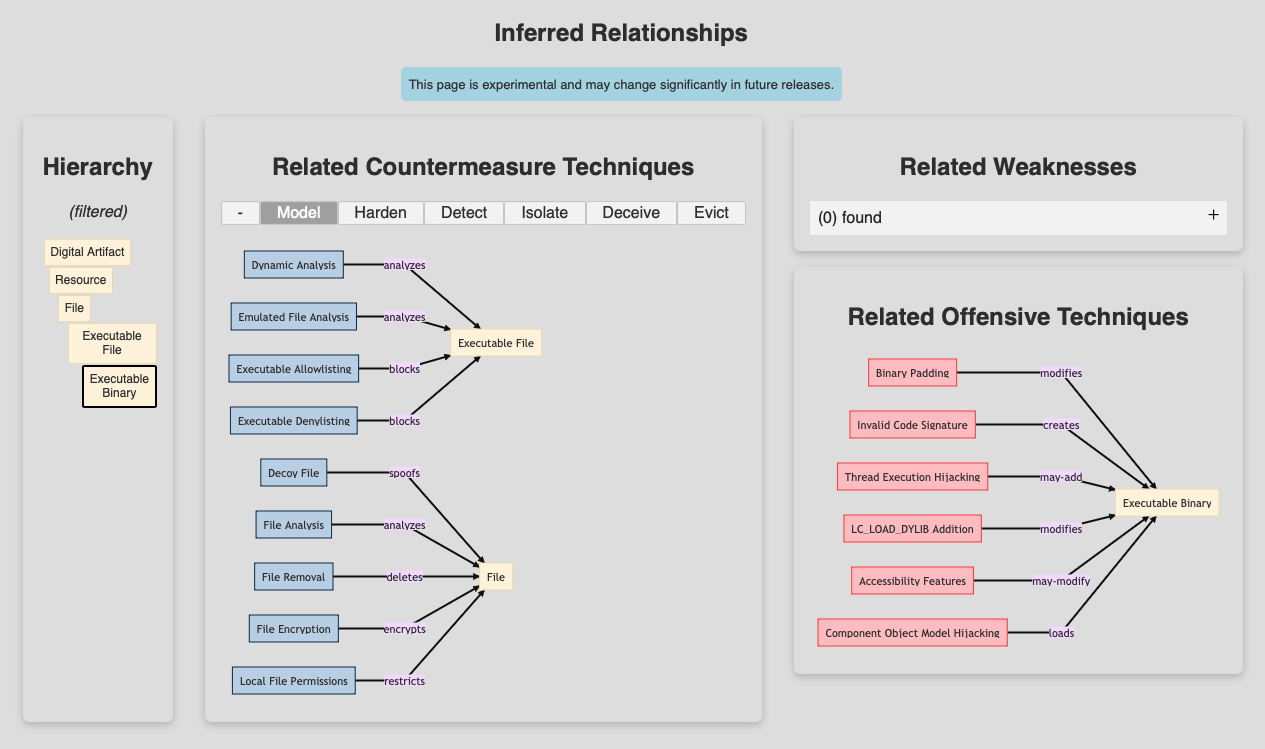 Inferred Relationships
This page is experimental and may change significantly in future releases.
Hierarchy
(filtered)
Digital Artifact
Resource
File
Executable
File
Executable
Binary
Related Countermeasure Techniques
-
Model
Harden
Detect
Isolate
Deceive
Evict
Dynamic Analysis
analyzes
Emulated File Analysis
analyzes
Executable File
Executable Allowlisting
blocks
Executable Denylisting
blocks
Decoy File
spoofs
File Analysis
analyzes
File Removal
deletes
File
File Encryption
encrypts
Local File Permissions
restricts
Related Weaknesses
(0) found
+
Related Offensive Techniques
Binary Padding
modifies
Invalid Code Signature
creates
Thread Execution Hijacking
may-add
Executable Binary
LC_LOAD_DYLIB Addition
modifies
Accessibility Features
may-modify
Component Object Model Hijacking
loads